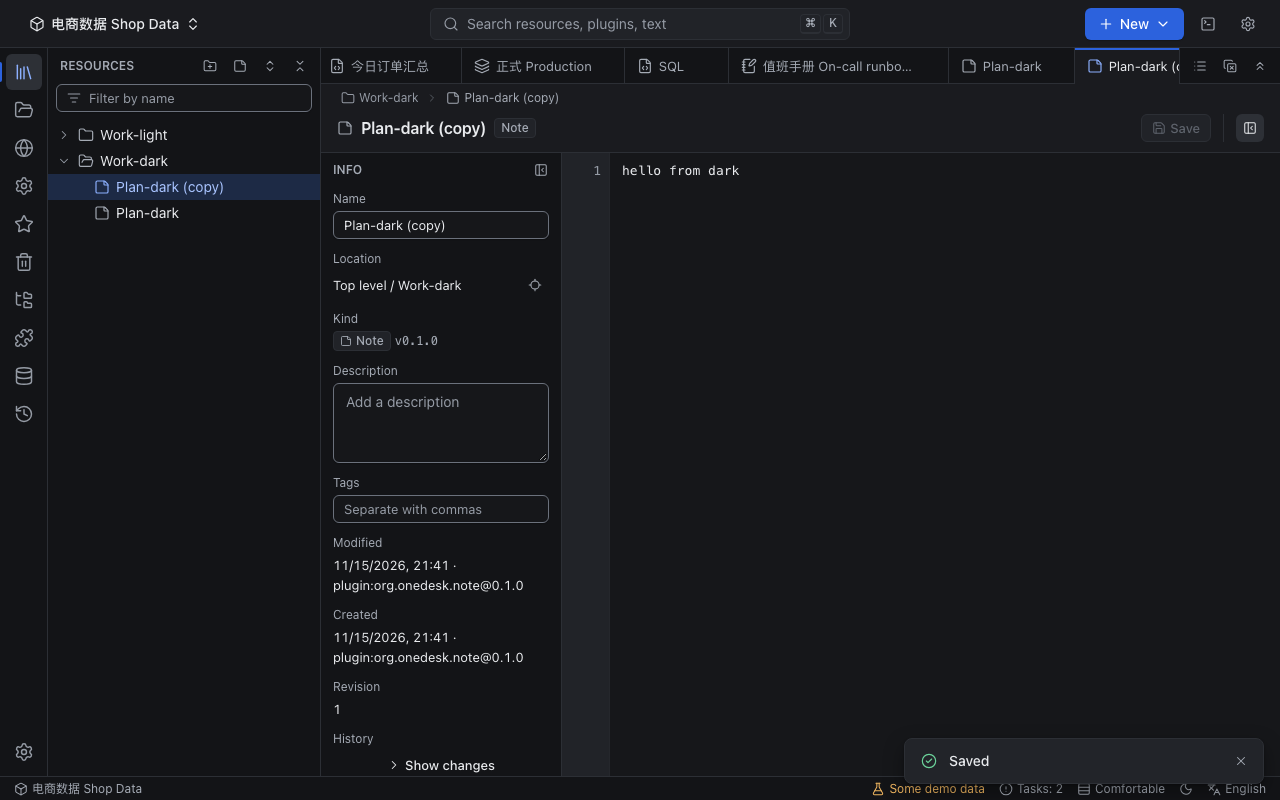 电商数据 Shop Data
Search resources, plugins, text
⌘ K
New
RESOURCES
今日订单汇总
正式 Production
SQL
值班手册 On-call runbo...
Plan-dark
Plan-dark (c
Filter by name
Work-light
Work-dark
Plan-dark (copy)
Plan-dark
Work-dark
Plan-dark (copy)
Plan-dark (copy)
Note
Save
INFO
Name
Plan-dark (copy)
Location
Top level / Work-dark
Kind
Note v0.1.0
Description
Add a description
Tags
Separate with commas
Modified
11/15/2026, 21:41 ·
plugin:org.onedesk.note@0.1.0
Created
11/15/2026, 21:41 ·
plugin:org.onedesk.note@0.1.0
Revision
1
History
Show changes
1
hello from dark
Saved
电商数据 Shop Data
Some demo data
Tasks: 2
Comfortable
English